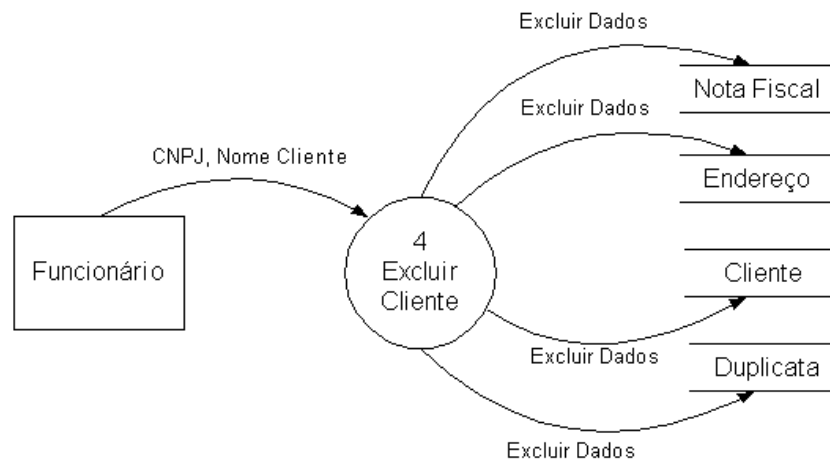 Excluir Dados
Nota Fiscal
Excluir Dados
CNPJ, Nome Cliente
Endereço
Funcionário
4
Excluir
Cliente
Cliente
Excluir Dados
Duplicata
Excluir Dados